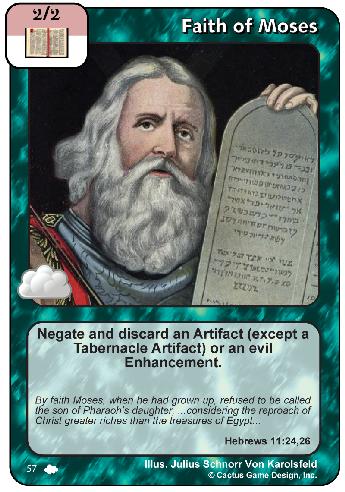 2/2
Faith of Moses
Negate and discard an Artifact (except a
Tabernacle Artifact) or an evil
Enhancement.
By faith Moses, when he had grown up, refused to be called
the son of Pharaoh's daughter, ...considering the reproach of
Christ greater riches than the treasures of Egypt...
Hebrews 11:24,26
57
Illus. Julius Schnorr Von Karolsfeld
© Cactus Game Design, Inc.